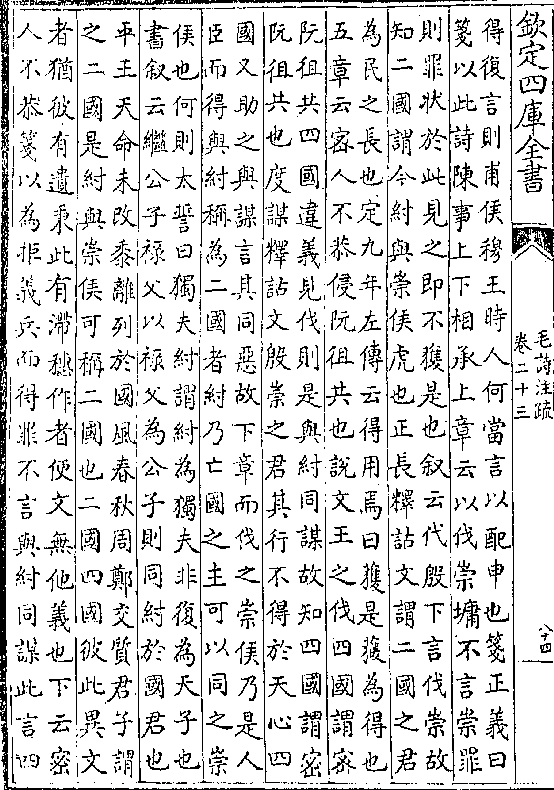 欽定四庫全書
毛詩注疏
卷二十三
八十四
得復言則甫侯穆王時人何當言以配申也箋正義曰
箋以此詩陳事上下相承上章云以伐崇墉不言崇罪
則罪狀於此見之即不獲是也叙云代殷下言伐崇故
知二國謂今紂與崇侯虎也正長釋詁文謂二國之君
為民之長也定九年左傳云得用焉曰獲是獲為得也
五章云密人不恭侵阮徂共也說文王之伐四國謂密
阮徂共四國違義見伐則是與紂同謀故知四國謂密
阮徂共也度謀釋詁文殷崇之君其行不得於天心四
國又助之與謀言其同惡故下章而伐之崇侯乃是人
臣而得與紂稱為二國者紂乃亡國之主可以同之崇
侯也何則太誓曰獨夫紂謂紂為獨夫非復為天子也
書叙云繼公子祿父以祿父為公子則同紂於國君也
平王天命未改黍離列於國風春秋周鄭交質君子謂
之二國是紂與崇侯可稱二國也二國四國彼此異文
者猶彼有遺秉此有滯穗作者便文無他義也下云密
人不恭箋以為拒義兵而得罪不言與紂同謀此言四